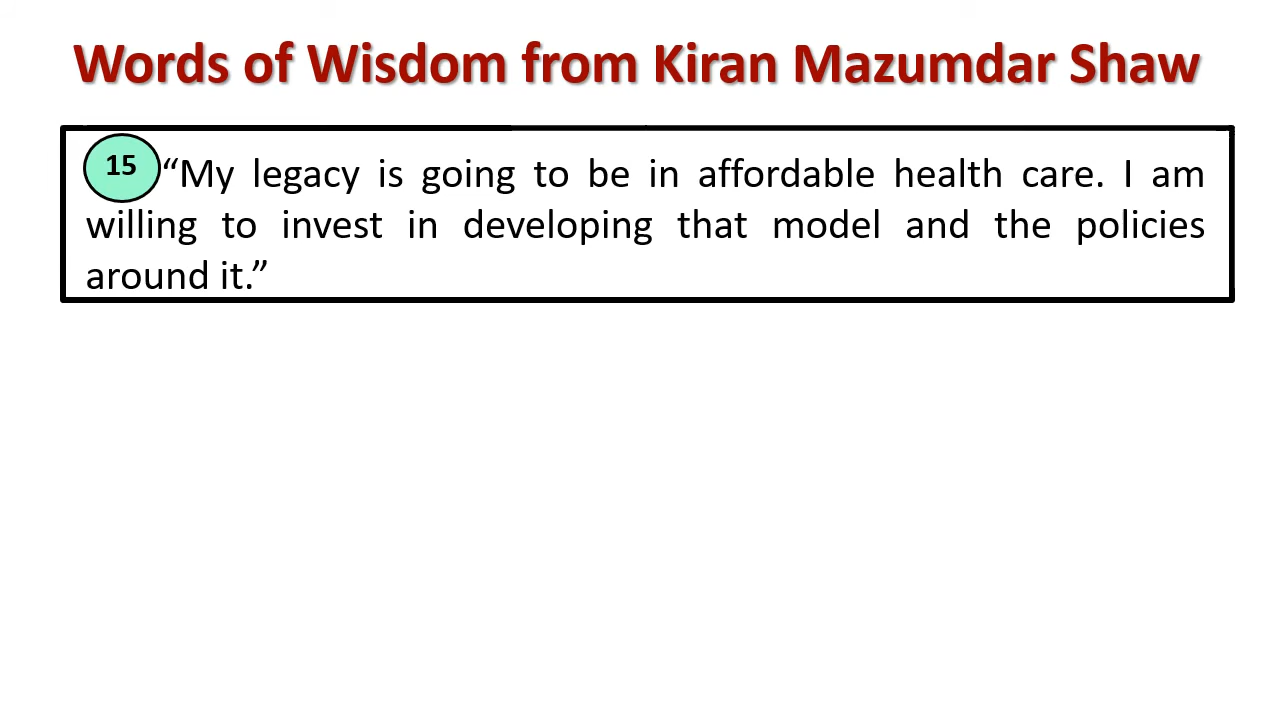 Words of Wisdom from Kiran Mazumdar Shaw
15 “My legacy is going to be in affordable health care. I am
willing to invest in developing that model and the policies
around it.”